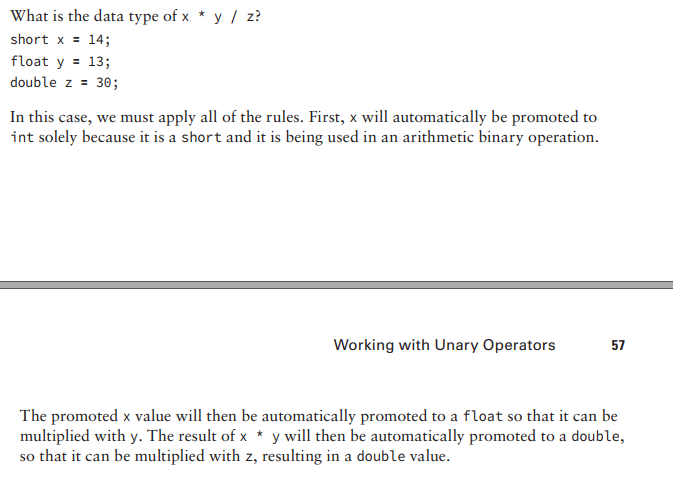 What is the data type of x * y / z?
short x = 14;
float y = 13;
double z = 30;
In this case, we must apply all of the rules. First, x will automatically be promoted to
int solely because it is a short and it is being used in an arithmetic binary operation.
Working with Unary Operators 57
The promoted x value will then be automatically promoted to a float so that it can be
multiplied with y. The result of x * y will then be automatically promoted to a double,
so that it can be multiplied with z, resulting in a double value.